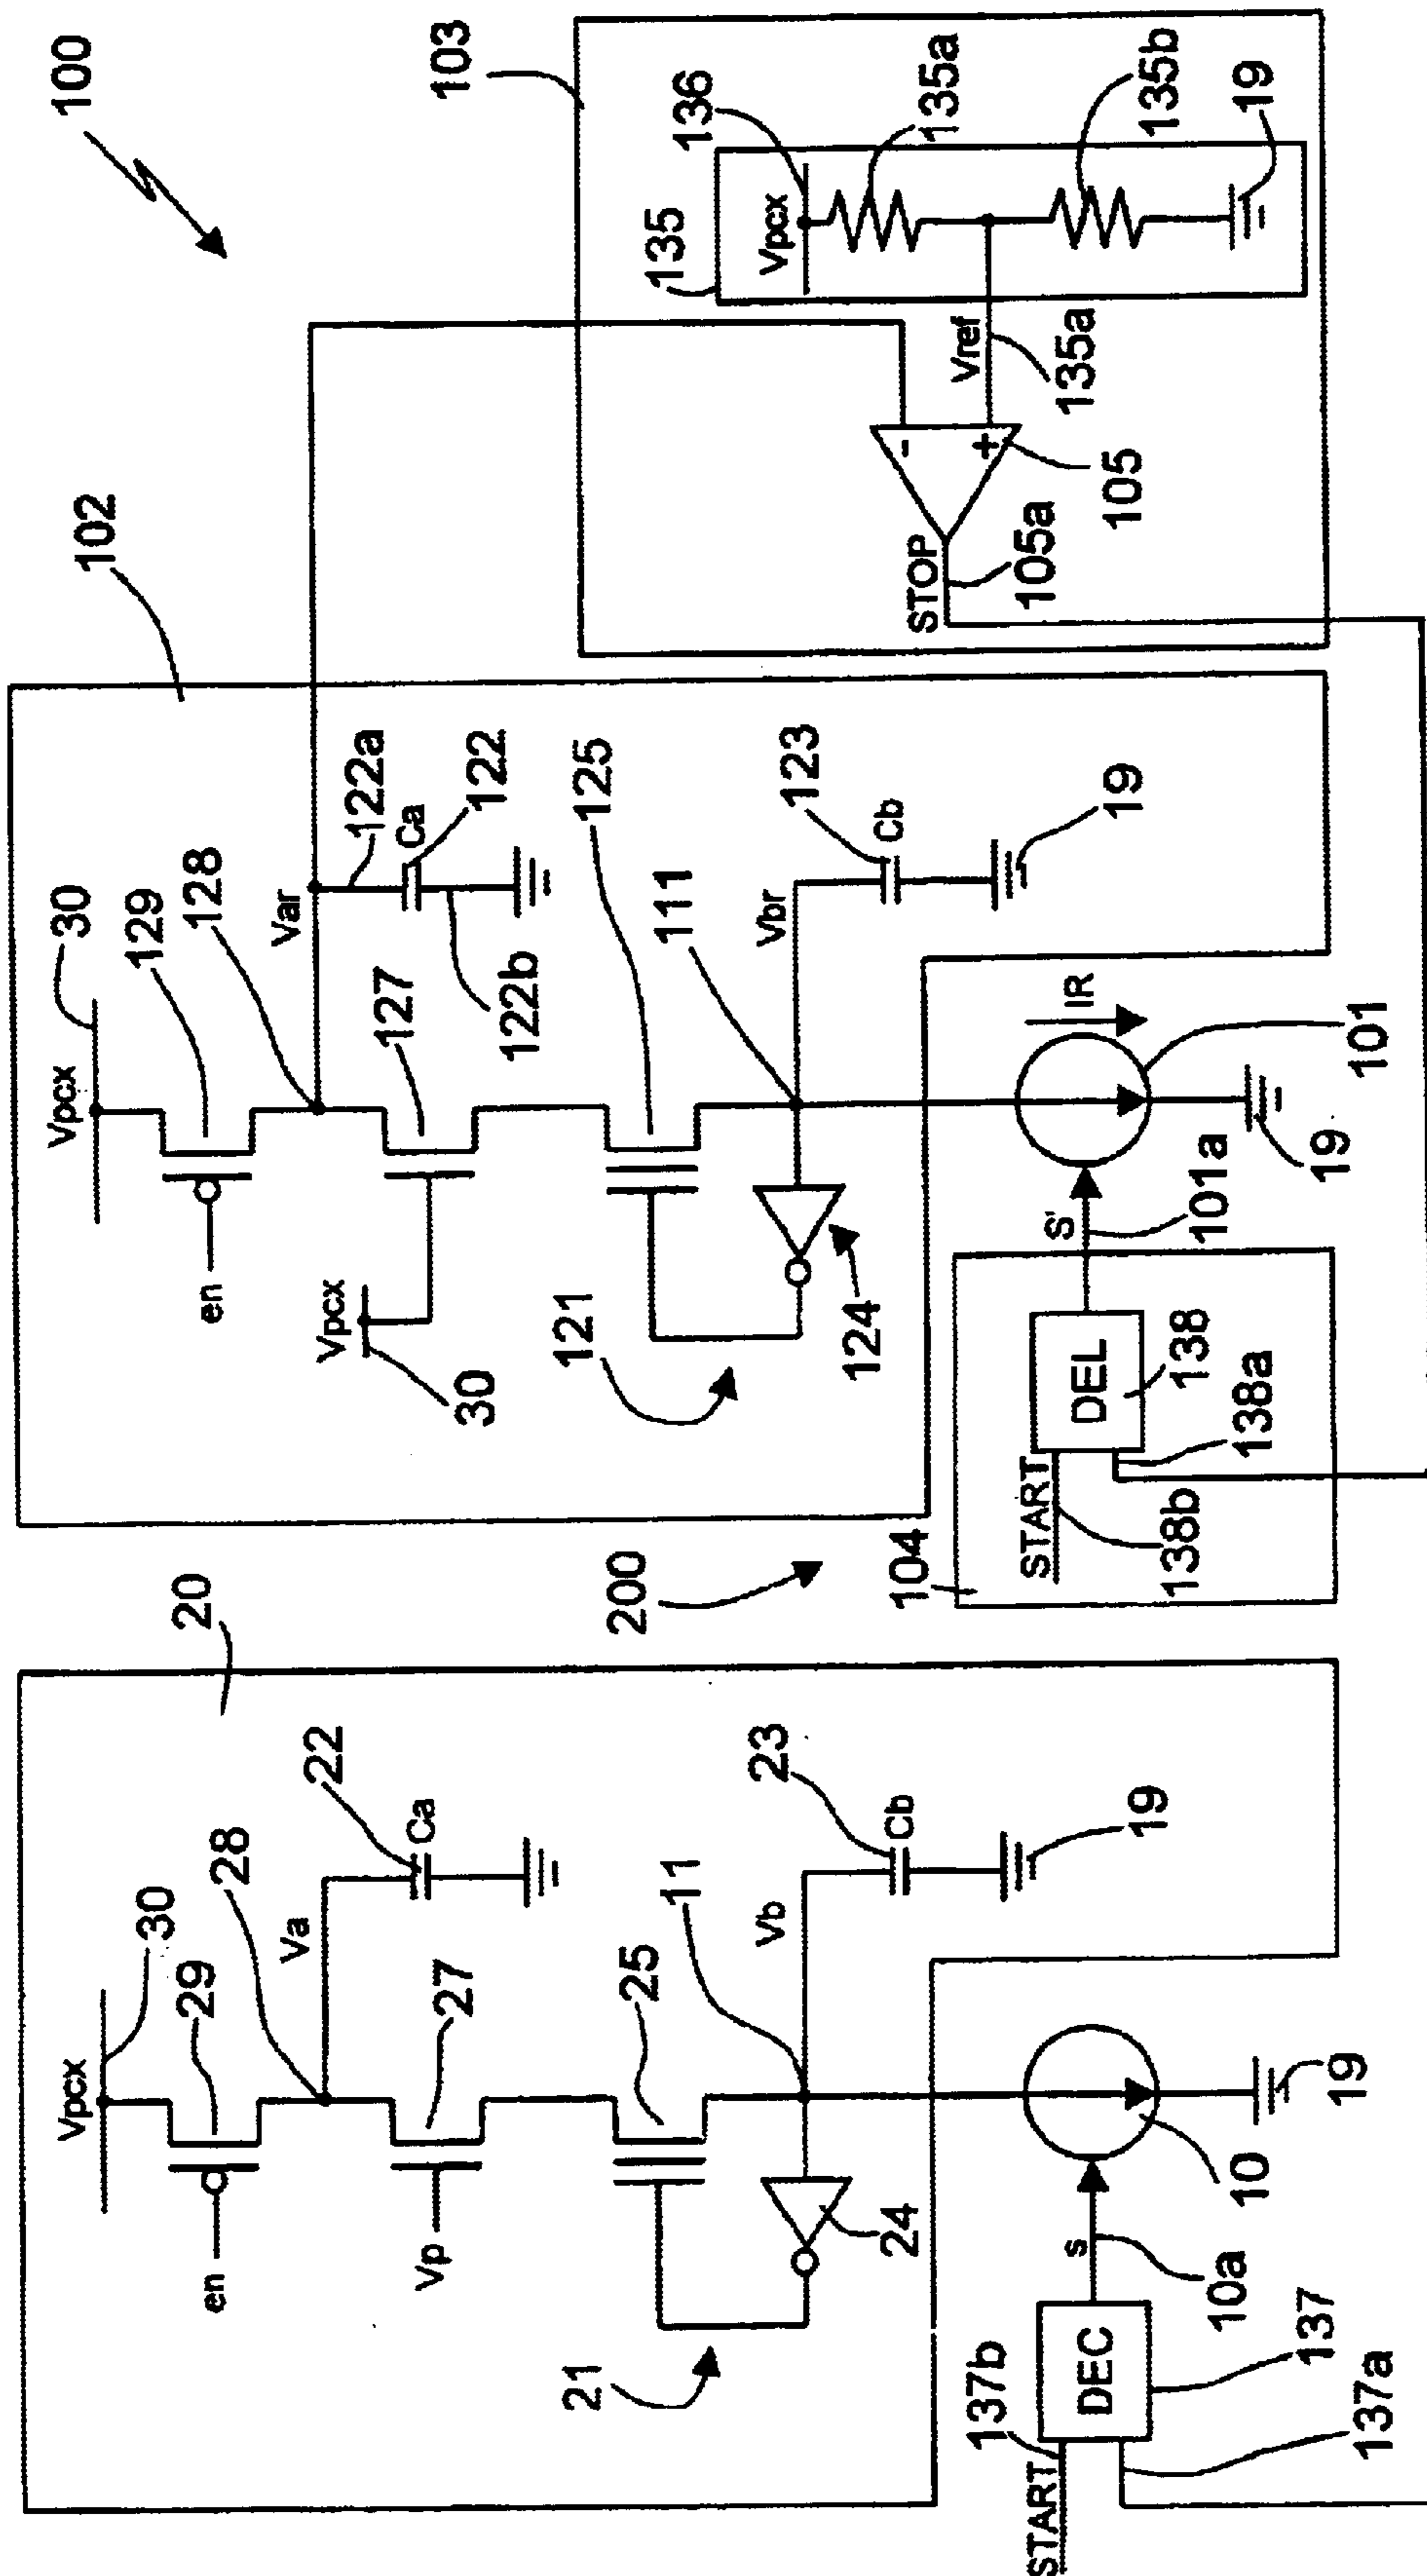 100
20
102
103
Vpcx
30
29
en
28
Va
22
Ca
27
Vp
25
21
11
Vb
23
Cb
24
19
10
s
10a
19
START
137b
DEC
137
137a
200
Vpcx
30
129
en
128
Var
122a
Ca
122
122b
127
Vpcx
30
125
121
111
Vbr
123
Cb
124
19
IR
101
S'
101a
19
104
START
138b
DEL
138
138a
135
Vpcx
136
135a
135b
19
Vref
135a
-
+
105
STOP
105a